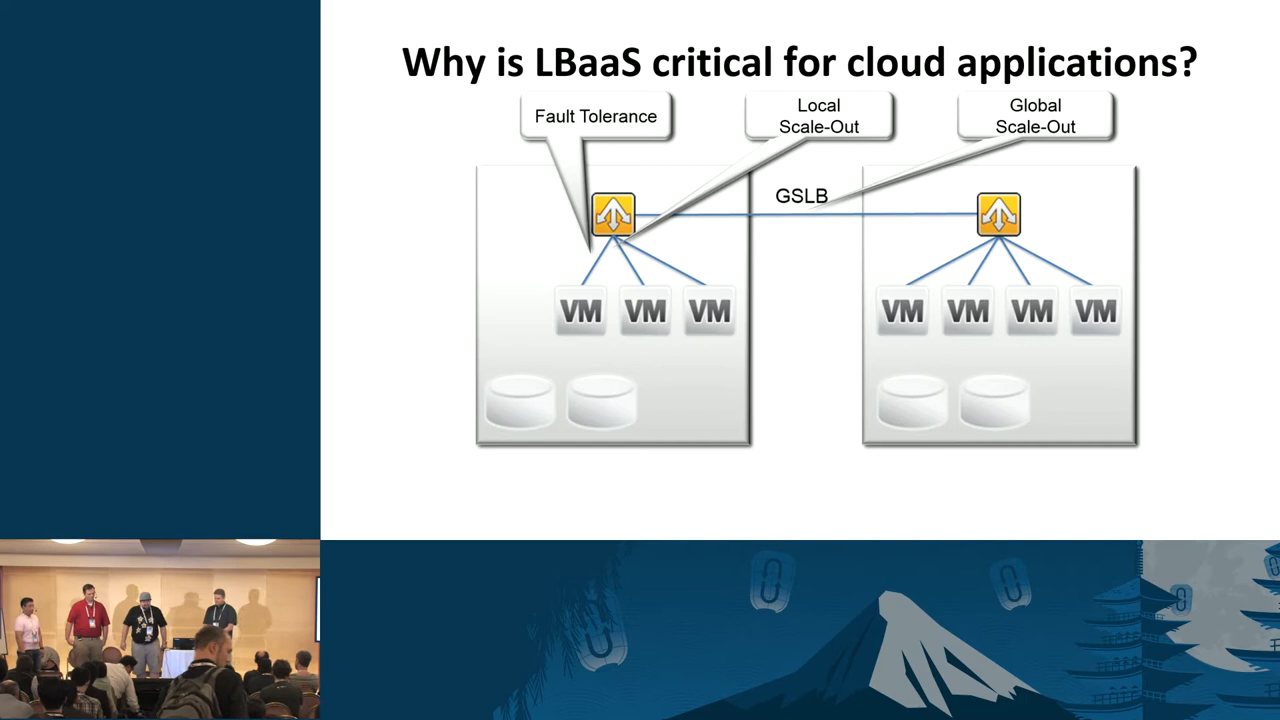 Why is LBaaS critical for cloud applications?
Fault Tolerance
Local
Scale-Out
Global
Scale-Out
GSLB
VM VM VM
VM VM VM VM